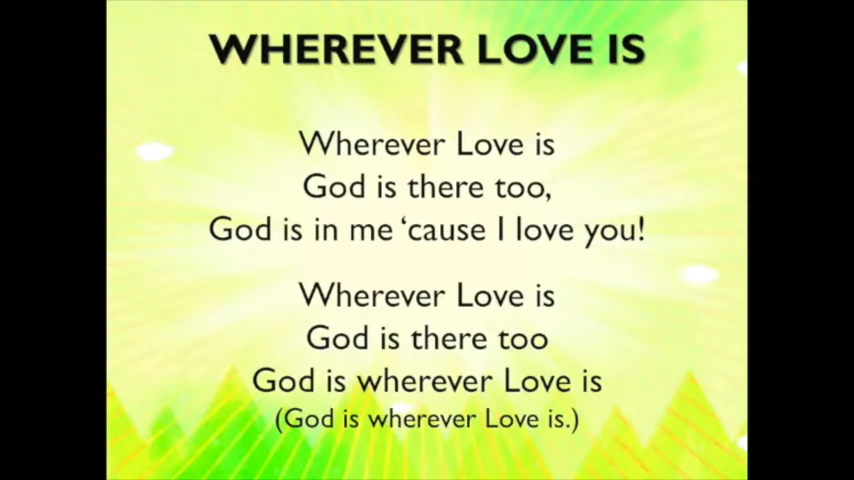 WHEREVER LOVE IS
Wherever Love is
God is there too,
God is in me ‘cause I love you!
Wherever Love is
God is there too
God is wherever Love is
(God is wherever Love is.)